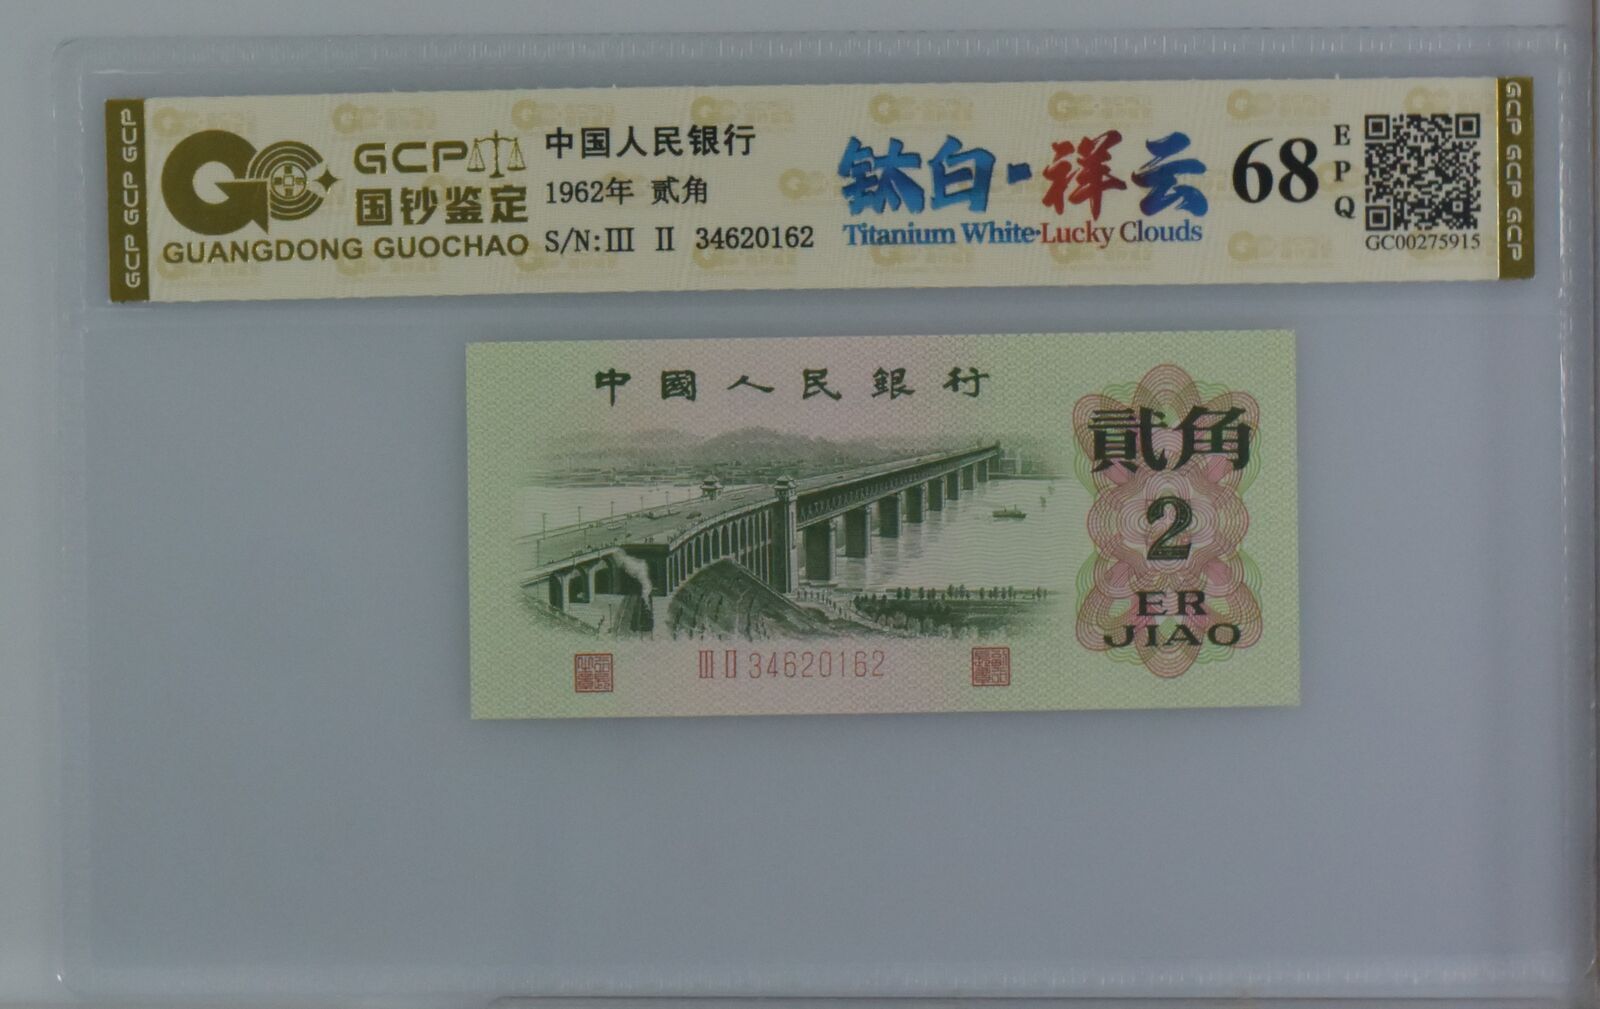 GCP GCP GCP
GCP
国钞鉴定
GUANGDONG GUOCHAO
中国人民银行
1962年 贰角
S/N:III II 34620162
钛白·祥云
Titanium White·Lucky Clouds
68
E
P
Q
GC00275915
GCP GCP GCP
中國人民銀行
貳角
2
ER
JIAO
III II 34620162